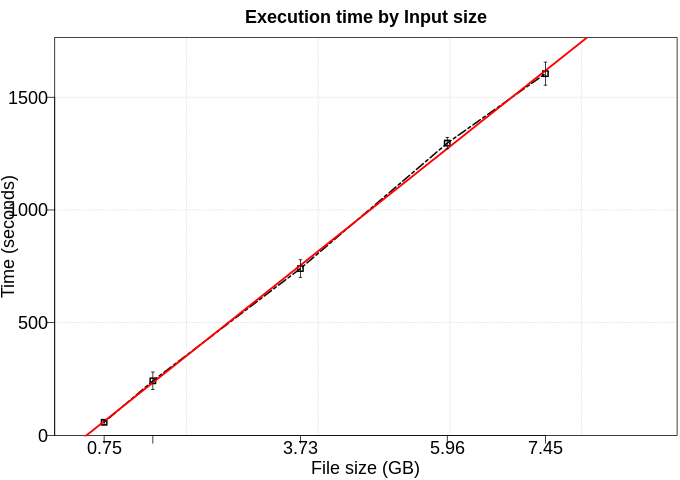 Execution time by Input size
Time (seconds)
1500
1000
500
0
0.75
3.73
5.96
7.45
File size (GB)